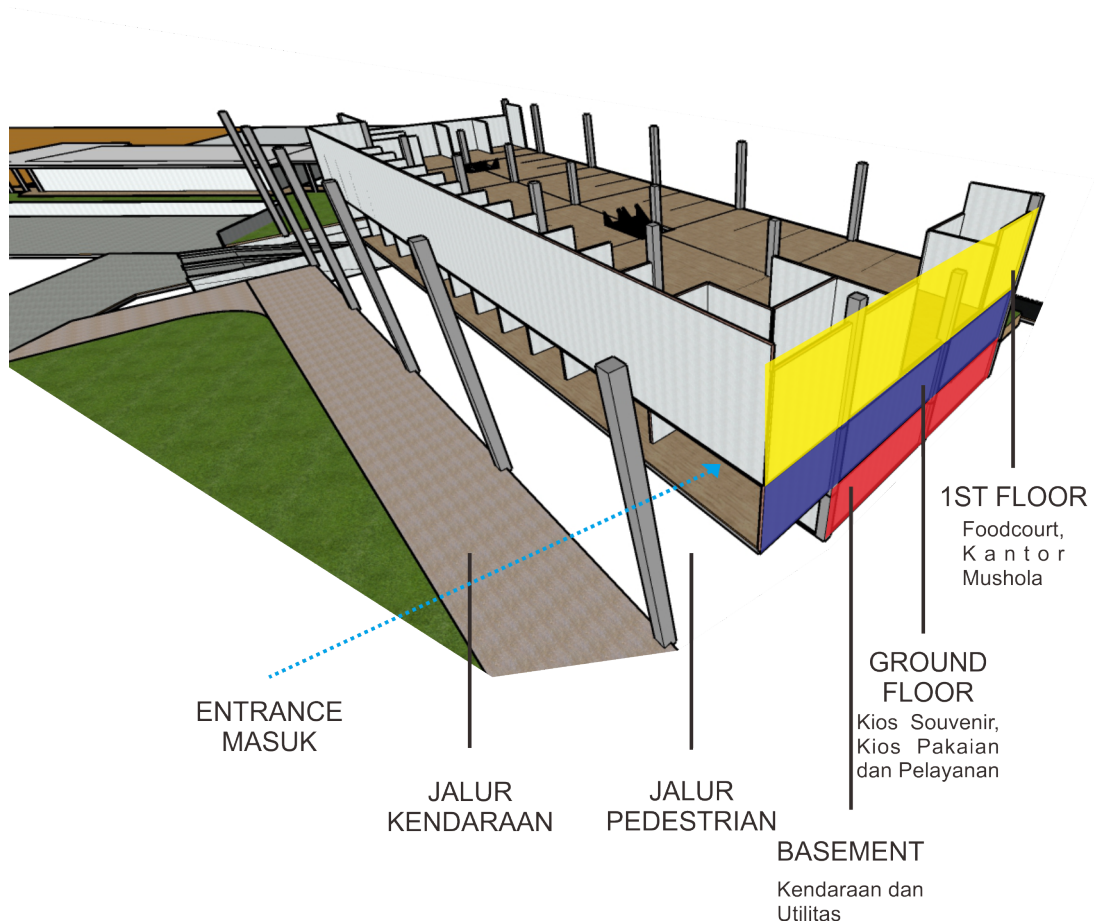 1ST FLOOR
Foodcourt,
Kantor
Mushola
GROUND
FLOOR
Kios Souvenir,
Kios Pakaian
dan Pelayanan
ENTRANCE
MASUK
JALUR
KENDARAAN
JALUR
PEDESTRIAN
BASEMENT
Kendaraan dan
Utilitas